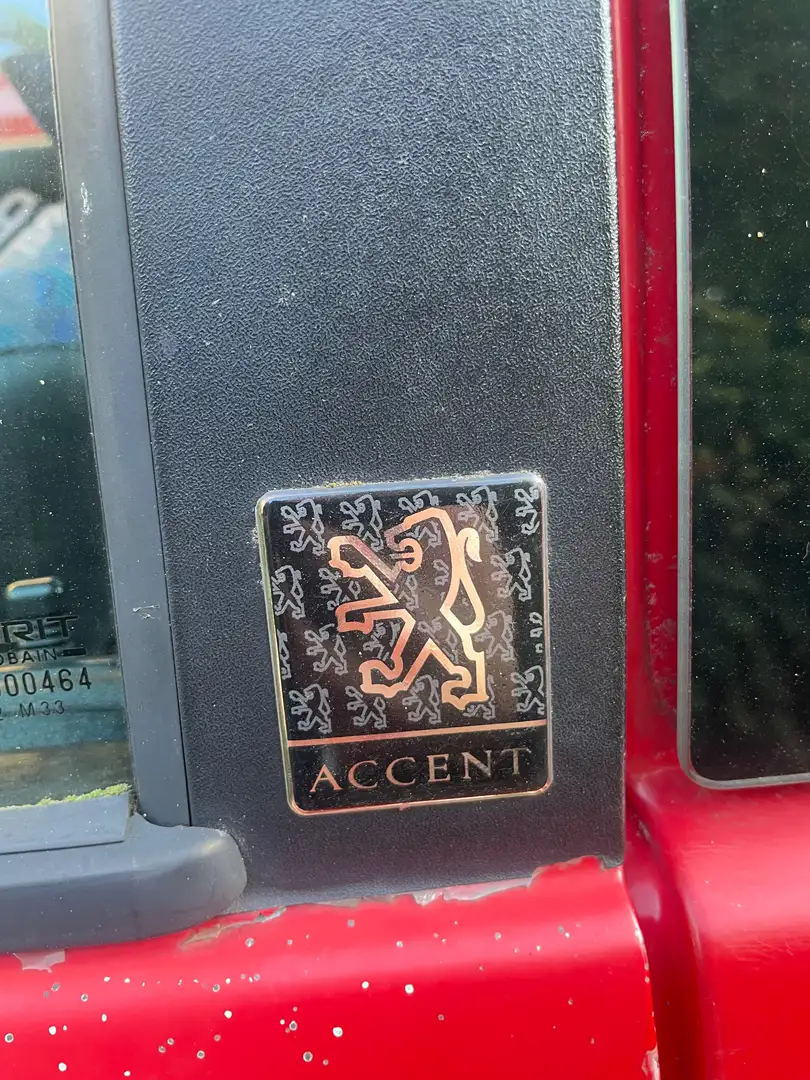 RIT
OBAIN
00464
M33
ACCENT